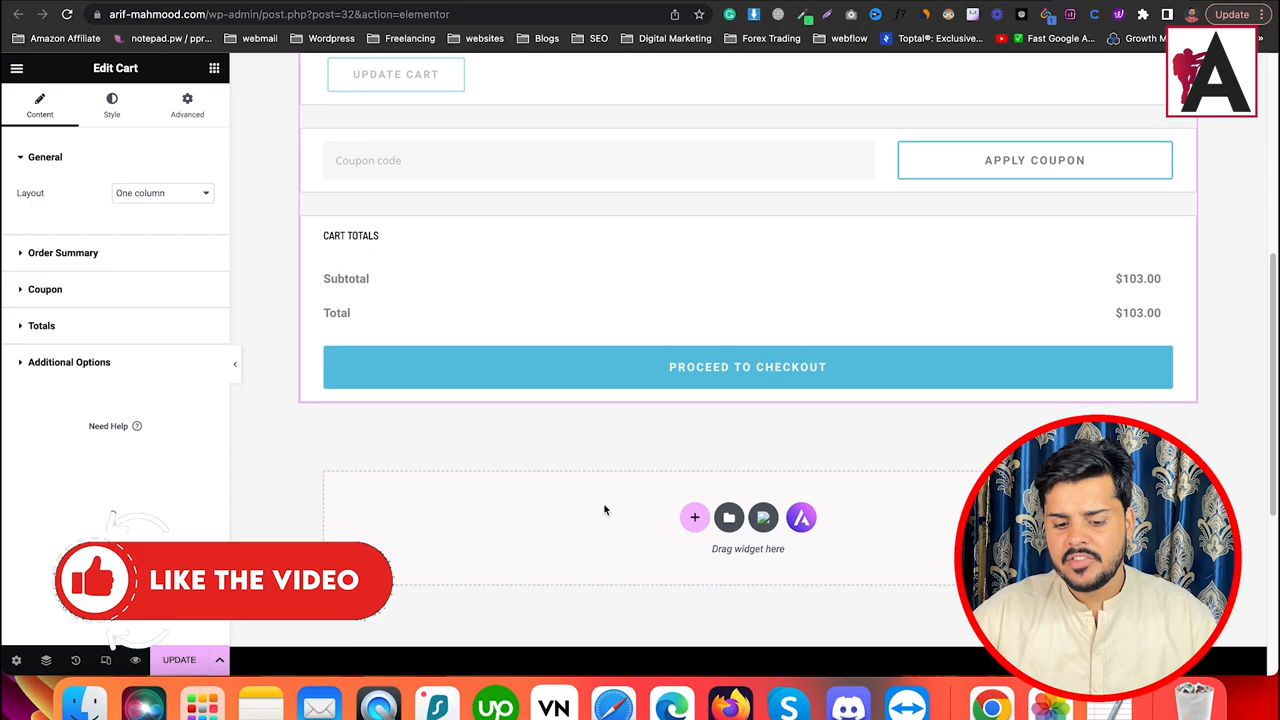 arif-mahmood.com/wp-admin/post.php?post=32&action=elementor
Update
Amazon Affiliate
notepad.pw / ppr...
webmail
Wordpress
Freelancing
websites
Blogs
SEO
Digital Marketing
Forex Trading
webflow
Toptal®: Exclusive...
Fast Google A...
Growth M
A
Edit Cart
Content
Style
Advanced
General
Layout
One column
Order Summary
Coupon
Totals
Additional Options
Need Help
UPDATE CART
Coupon code
APPLY COUPON
CART TOTALS
Subtotal
$103.00
Total
$103.00
PROCEED TO CHECKOUT
Drag widget here
LIKE THE VIDEO
UPDATE
up
VN